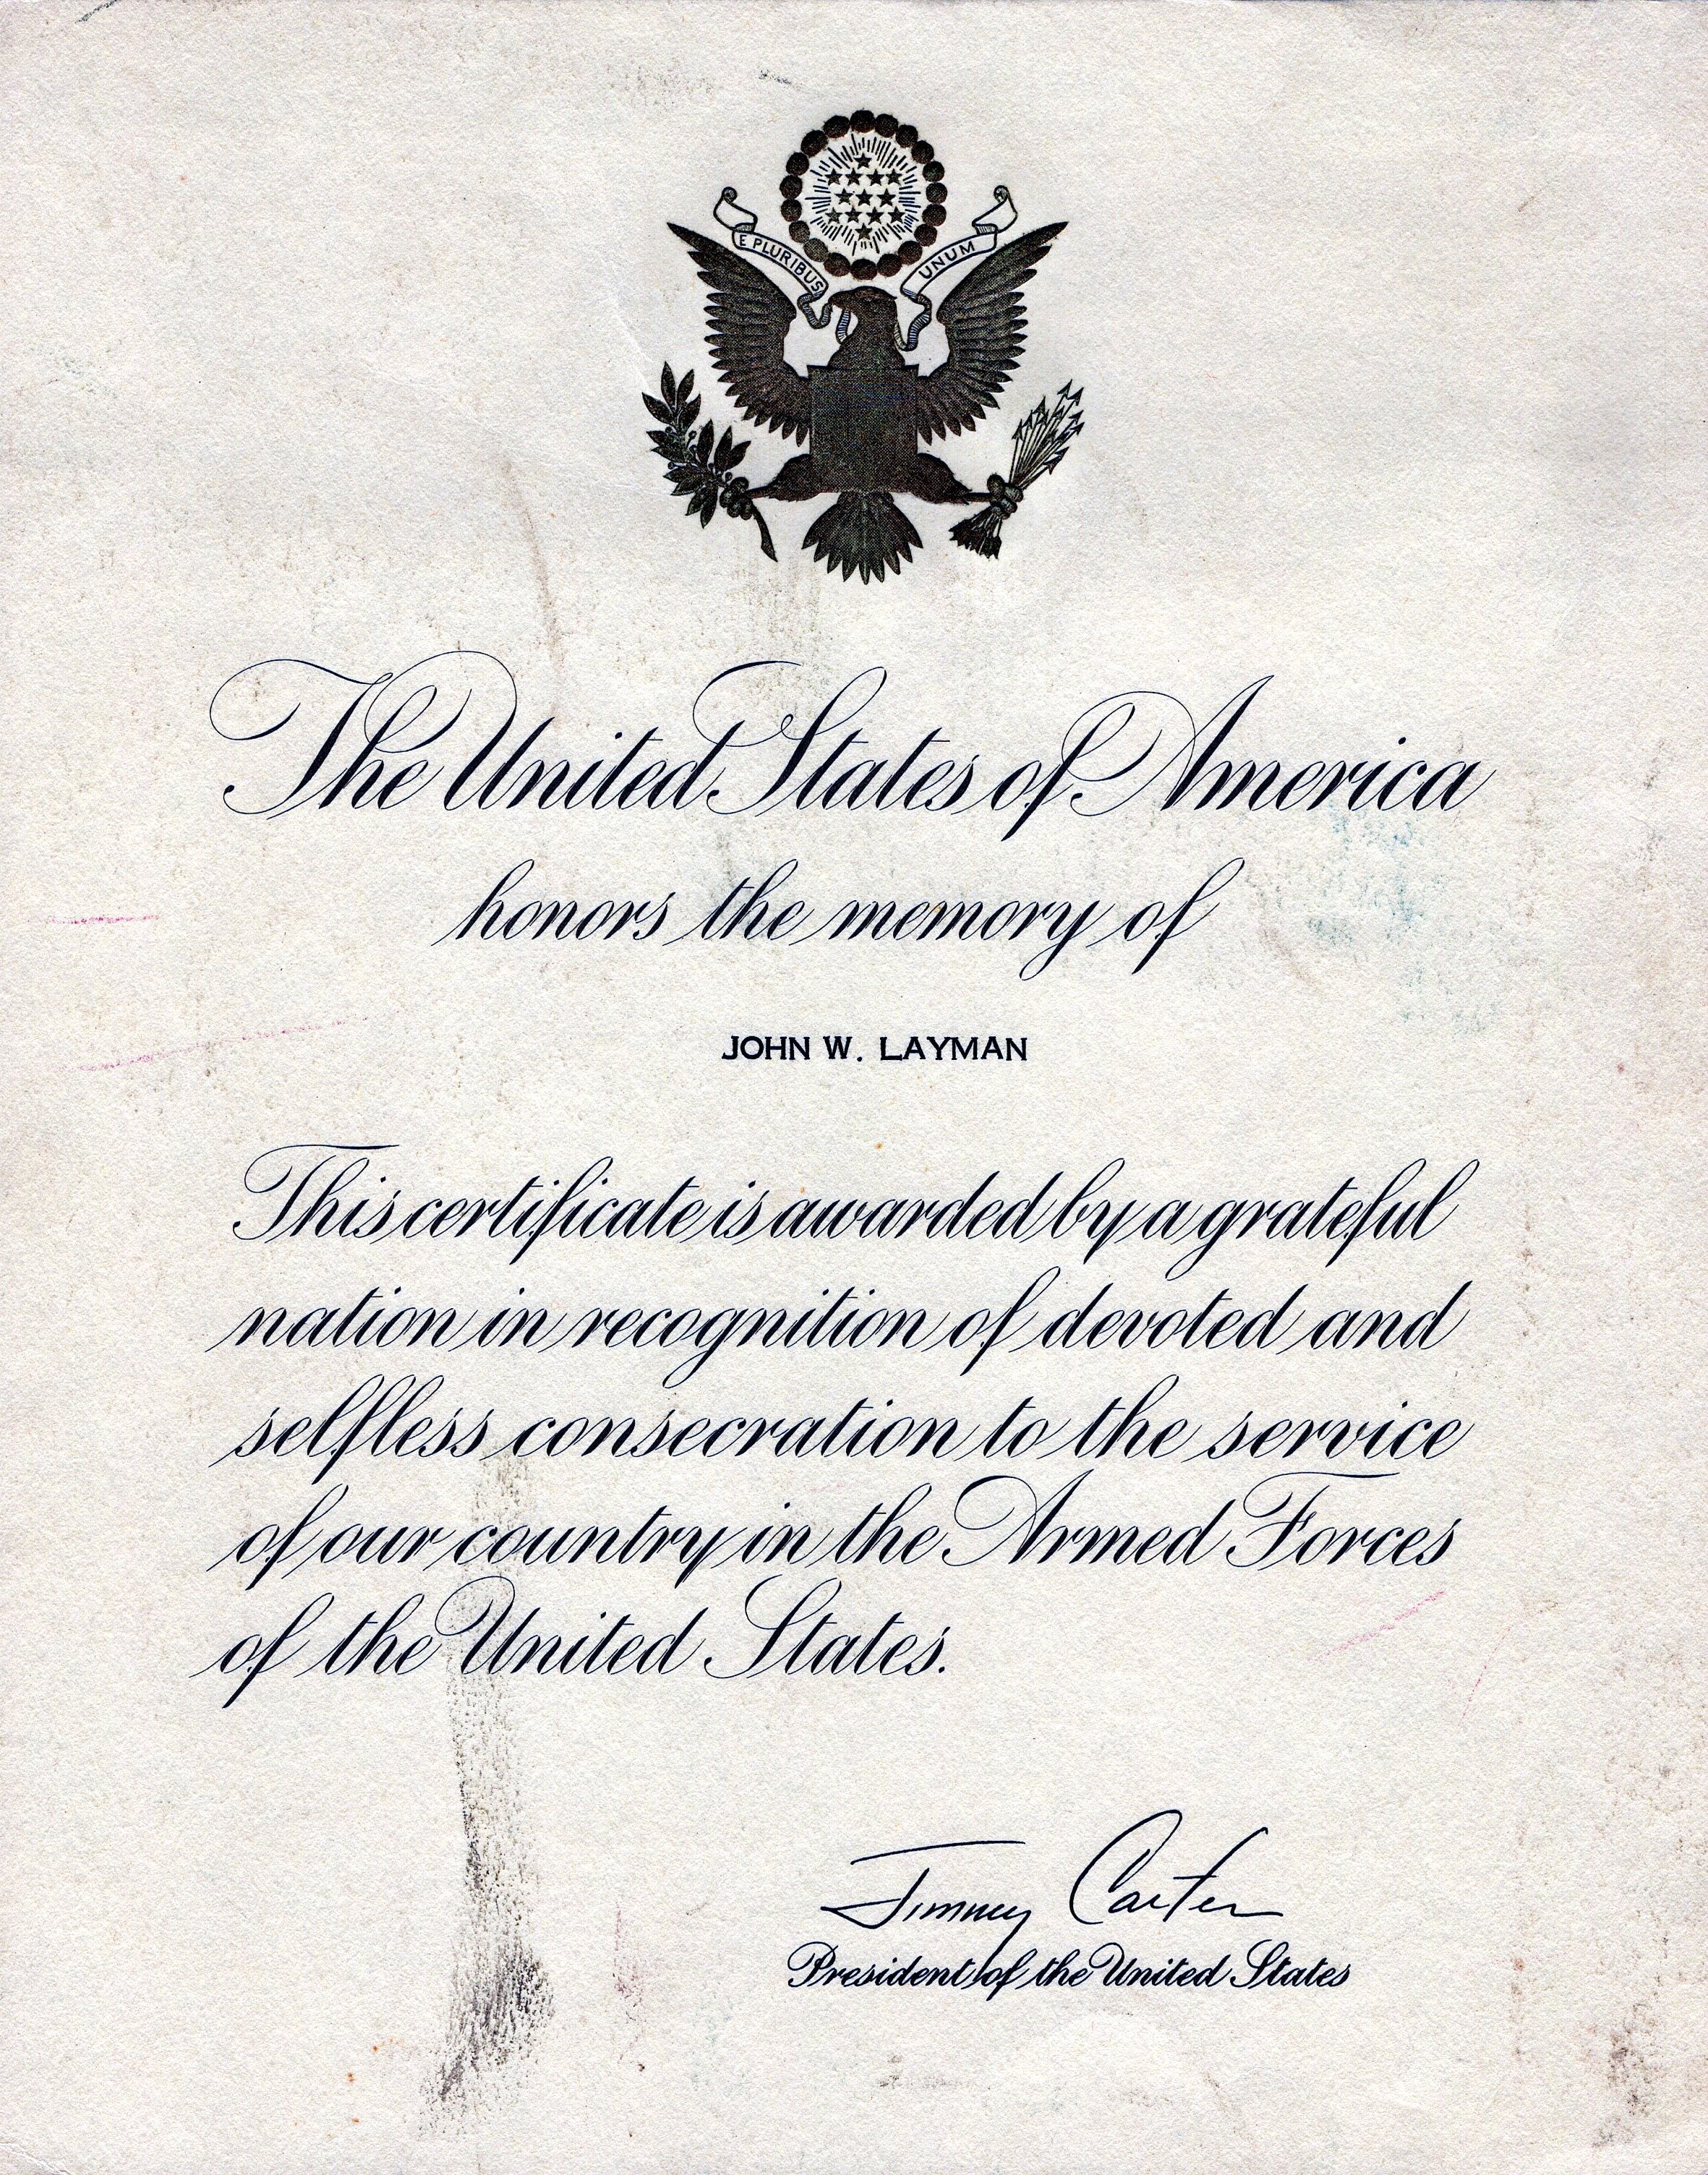 E PLURIBUS UNUM
The United States of America
honors the memory of
JOHN W. LAYMAN
This certificate is awarded by a grateful
nation in recognition of devoted and
selfless consecration to the service
of our country in the Armed Forces
of the United States.
Jimmy Carter
President of the United States